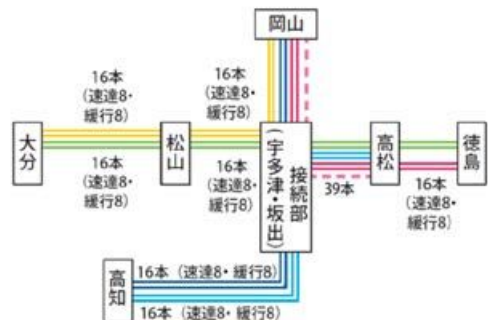 岡山
16本
(速達8・
緩行8)
16本
(速達8・
緩行8)
大分
松山
接続部
(宇多津・坂出)
高松
徳島
16本
(速達8・
緩行8)
16本
(速達8・
緩行8)
39本
16本
(速達8・
緩行8)
高知
16本 (速達8・緩行8)
16本 (速達8・緩行8)